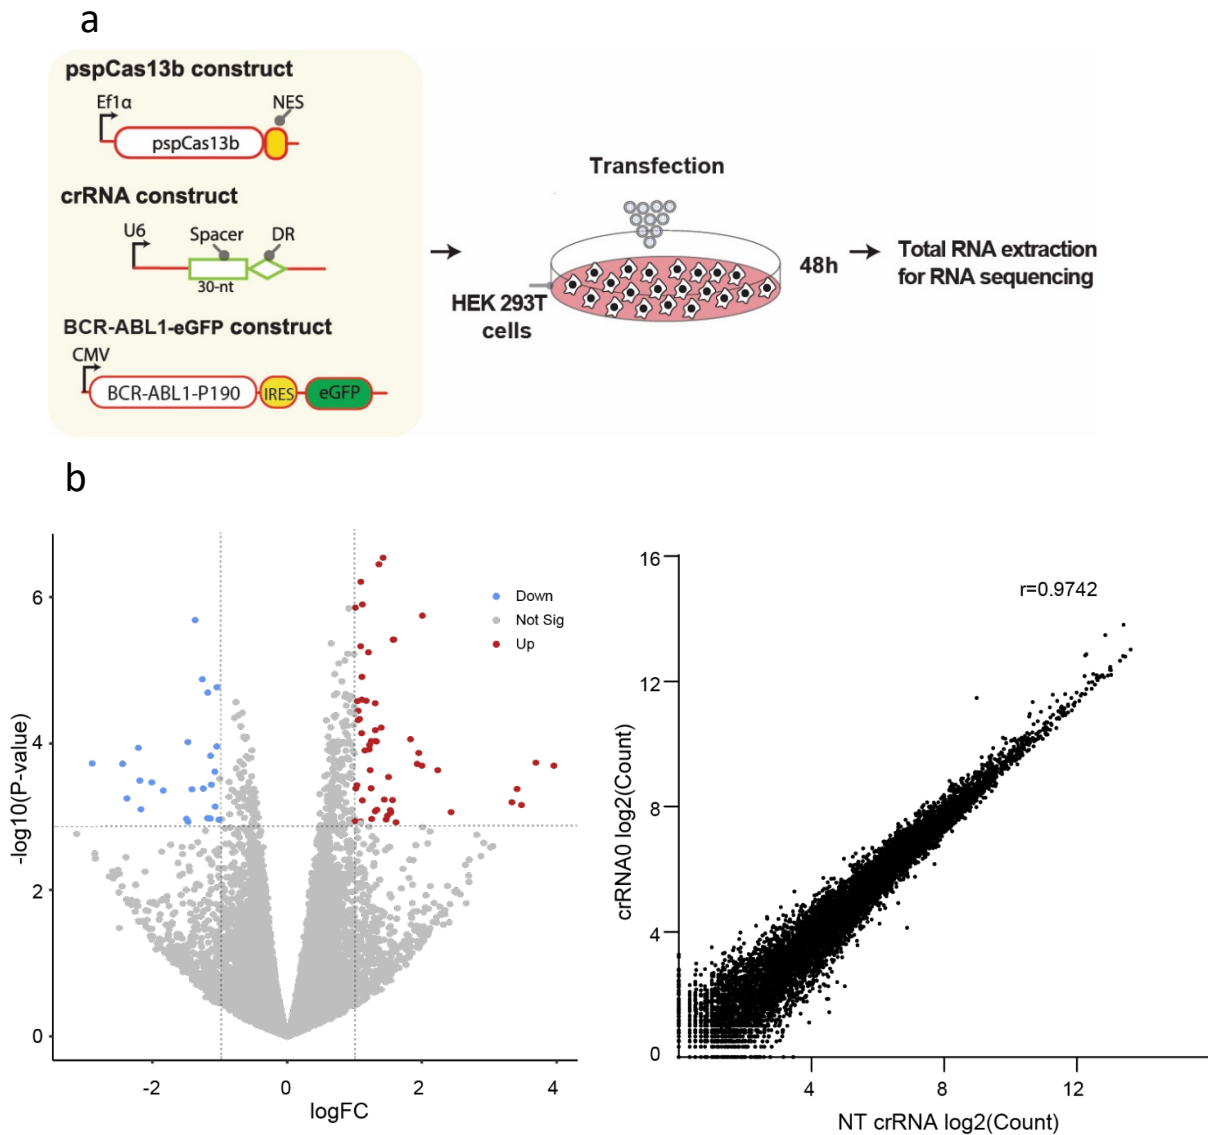 a
pspCas13b construct
Ef1α
NES
pspCas13b
crRNA construct
U6
Spacer
DR
30-nt
BCR-ABL1-eGFP construct
CMV
BCR-ABL1-P190
IRES
eGFP
Transfection
HEK 293T
cells
48h
Total RNA extraction
for RNA sequencing
b
-log10(P-value)
6
4
2
0
-2
0
2
4
logFC
Down
Not Sig
Up
crRNA0 log2(Count)
16
12
8
4
0
r=0.9742
4
8
12
NT crRNA log2(Count)